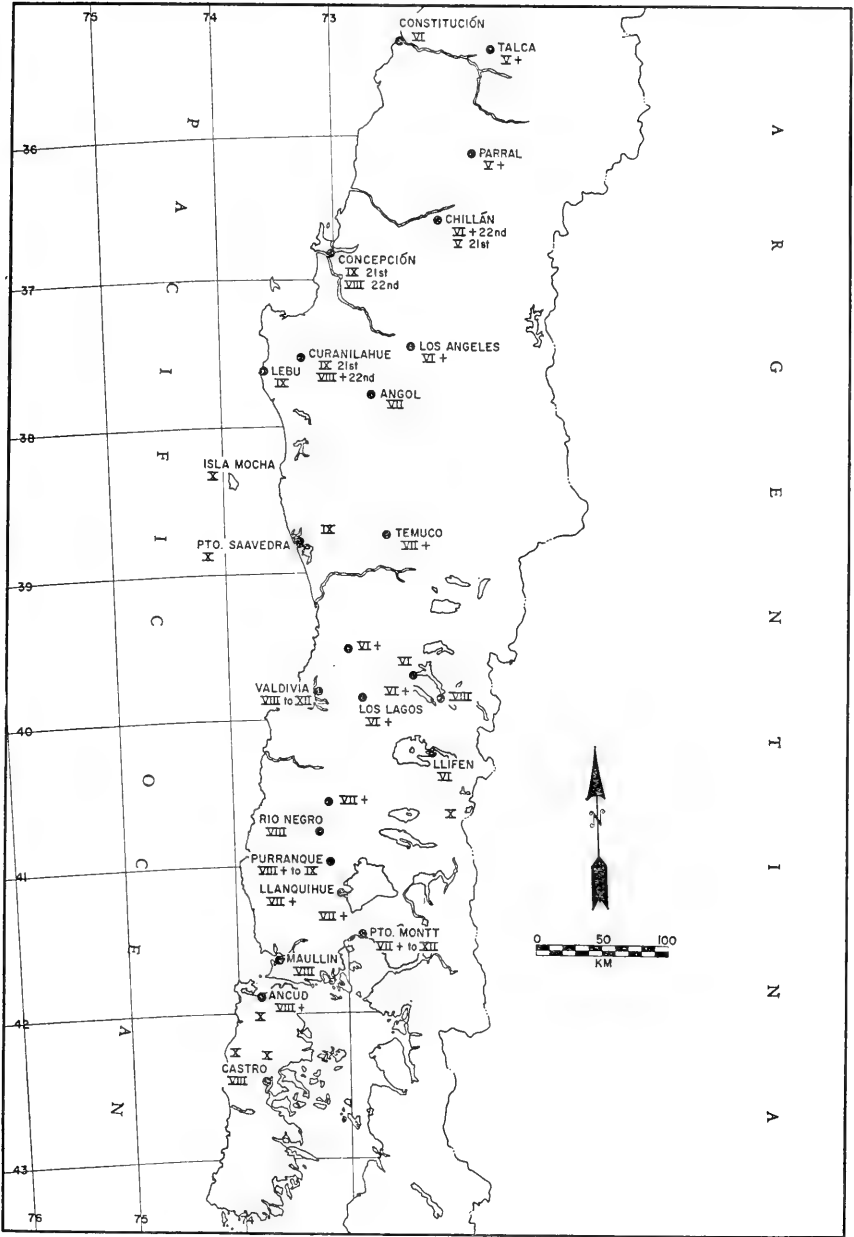 75
74
73
72
CONSTITUCIÓN
VI
TALCA
V +
36
PARRAL
V +
CHILLÁN
VI + 22nd
V 21st
CONCEPCIÓN
IX 21st
VIII 22nd
37
LOS ANGELES
VI +
CURANILAHUE
IX 21st
VIII + 22nd
LEBU
IX
ANGOL
VII
38
ISLA MOCHA
X
IX
TEMUCO
VII +
PTO. SAAVEDRA
X
39
VI +
VI
VI +
VIII
VALDIVIA
VIII to XII
LOS LAGOS
VI +
40
LLIFEN
VI
VII +
X
RIO NEGRO
VIII
PURRANQUE
VIII + to IX
41
LLANQUIHUE
VII +
VII +
PTO. MONTT
VII + to XII
MAULLIN
VIII
ANCUD
VIII +
X
42
X
X
CASTRO
VIII
43
76
75
74
PACIFIC OCEAN
ARGENTINA
N
0 50 100
KM